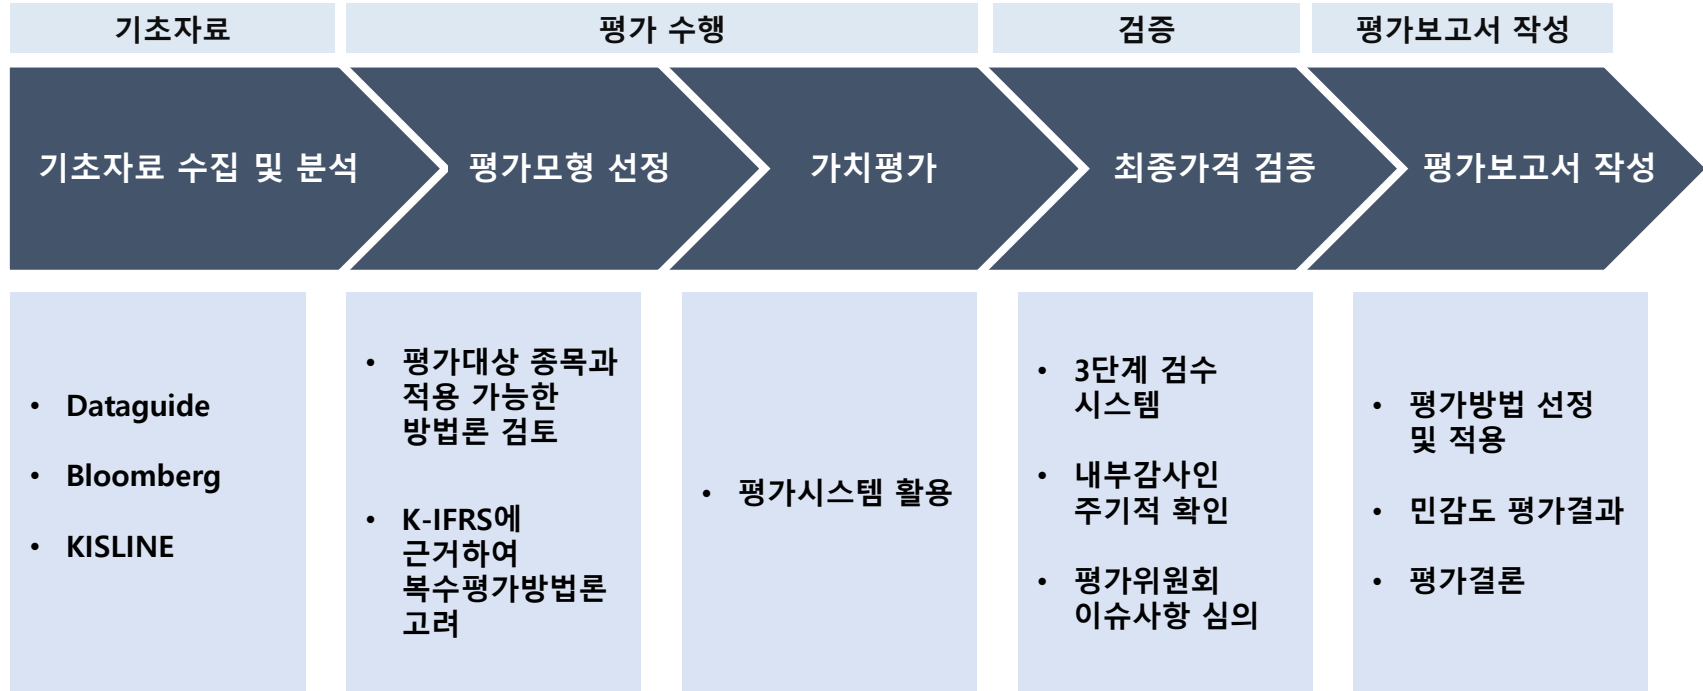 기초자료
평가 수행
검증
평가보고서 작성
기초자료 수집 및 분석
평가모형 선정
가치평가
최종가격 검증
평가보고서 작성
• Dataguide
• Bloomberg
• KISLINE
• 평가대상 종목과
적용 가능한
방법론 검토
• K-IFRS에
근거하여
복수평가방법론
고려
• 평가시스템 활용
• 3단계 검수
시스템
• 내부감사인
주기적 확인
• 평가위원회
이슈사항 심의
• 평가방법 선정
및 적용
• 민감도 평가결과
• 평가결론